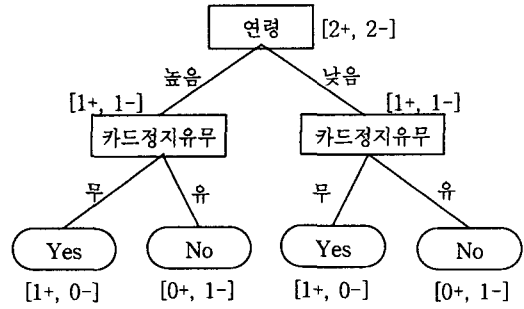 연령 [2+, 2-]
높음 낮음
[1+, 1-] [1+, 1-]
카드정지유무 카드정지유무
무 유 무 유
Yes No Yes No
[1+, 0-] [0+, 1-] [1+, 0-] [0+, 1-]